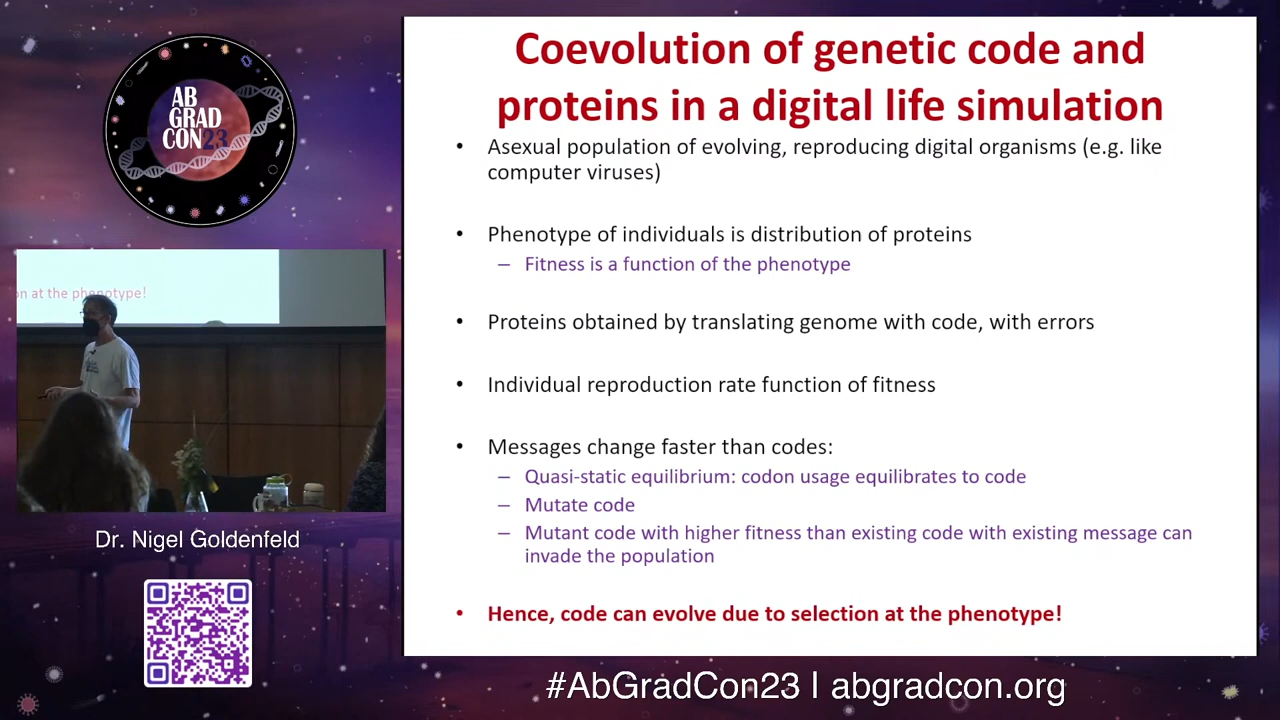 AB
GRAD
CON23
on at the phenotype!
Dr. Nigel Goldenfeld
Coevolution of genetic code and
proteins in a digital life simulation
• Asexual population of evolving, reproducing digital organisms (e.g. like
computer viruses)
• Phenotype of individuals is distribution of proteins
– Fitness is a function of the phenotype
• Proteins obtained by translating genome with code, with errors
• Individual reproduction rate function of fitness
• Messages change faster than codes:
– Quasi-static equilibrium: codon usage equilibrates to code
– Mutate code
– Mutant code with higher fitness than existing code with existing message can
invade the population
• Hence, code can evolve due to selection at the phenotype!
#AbGradCon23 I abgradcon.org